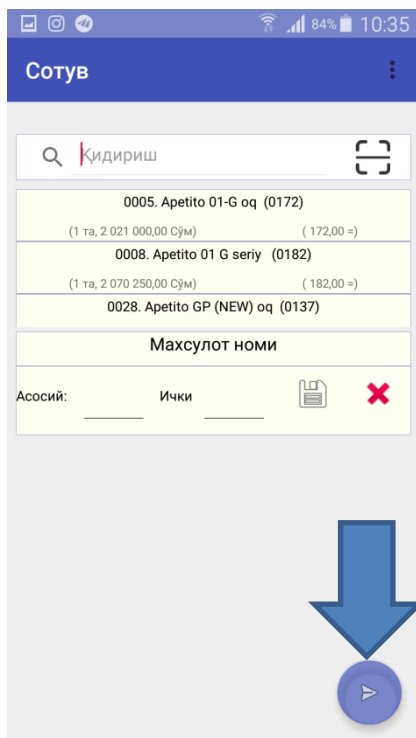 84% 10:35
Сотув
Қидириш
0005. Apetito 01-G oq (0172)
(1 та, 2 021 000,00 Сўм) ( 172,00 =)
0008. Apetito 01 G seriy (0182)
(1 та, 2 070 250,00 Сўм) ( 182,00 =)
0028. Apetito GP (NEW) oq (0137)
Махсулот номи
Асосий: Ички